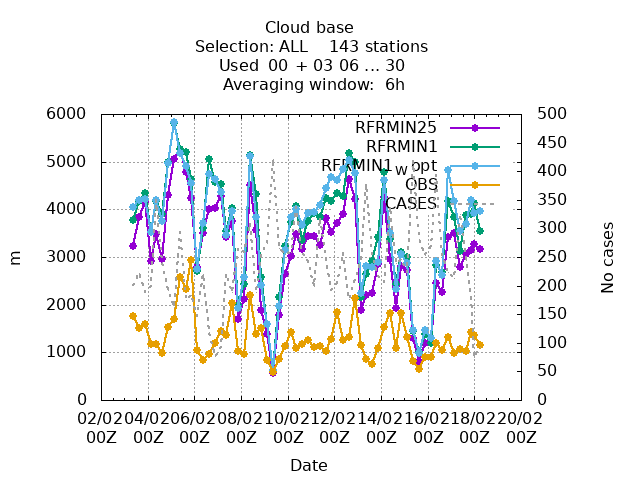 Cloud base
Selection: ALL    143 stations
Used  00  + 03 06 ... 30
Averaging window:  6h
RFRMIN25
RFRMIN1
RFRMIN1_wopt
OBS
CASES
6000
5000
4000
3000
2000
1000
0
m
500
450
400
350
300
250
200
150
100
50
0
No cases
02/02 04/02 06/02 08/02 10/02 12/02 14/02 16/02 18/02 20/02
00Z 00Z 00Z 00Z 00Z 00Z 00Z 00Z 00Z 00Z
Date